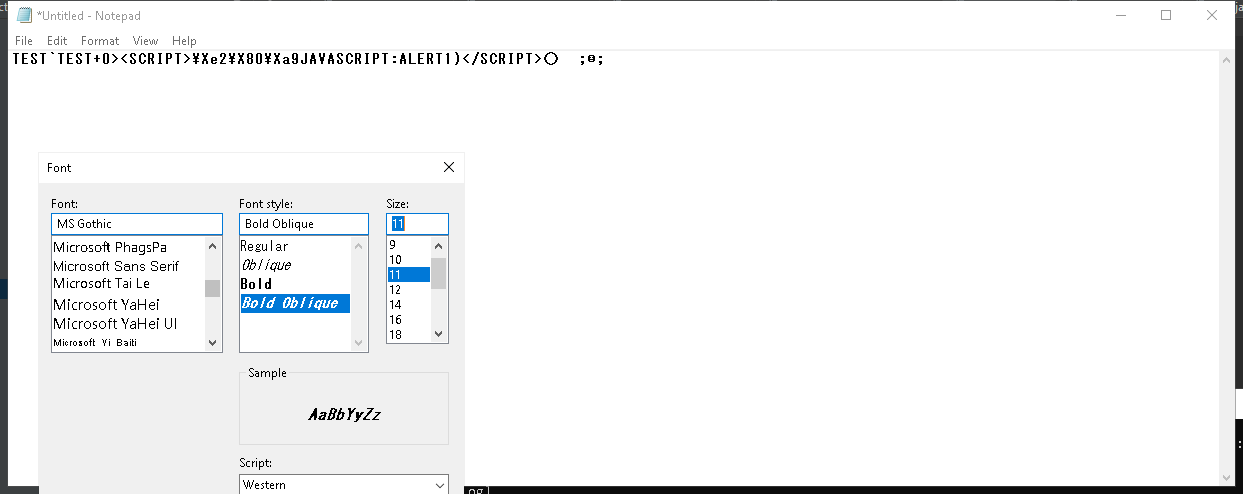 *Untitled - Notepad
File Edit Format View Help
TEST`TEST+0><SCRIPT>¥Xe2¥X80¥Xa9JAVASCRIPT:ALERT1)</SCRIPT>〇 ;¤;
Font
Font: Font style: Size:
MS Gothic Bold Oblique 11
Microsoft PhagsPa Regular 9
Microsoft Sans Serif Oblique 10
Microsoft Tai Le Bold 11
Microsoft YaHei Bold Oblique 12
Microsoft YaHei UI 14
Microsoft Yi Baiti 16
18
Sample
AaBbYyZz
Script:
Western